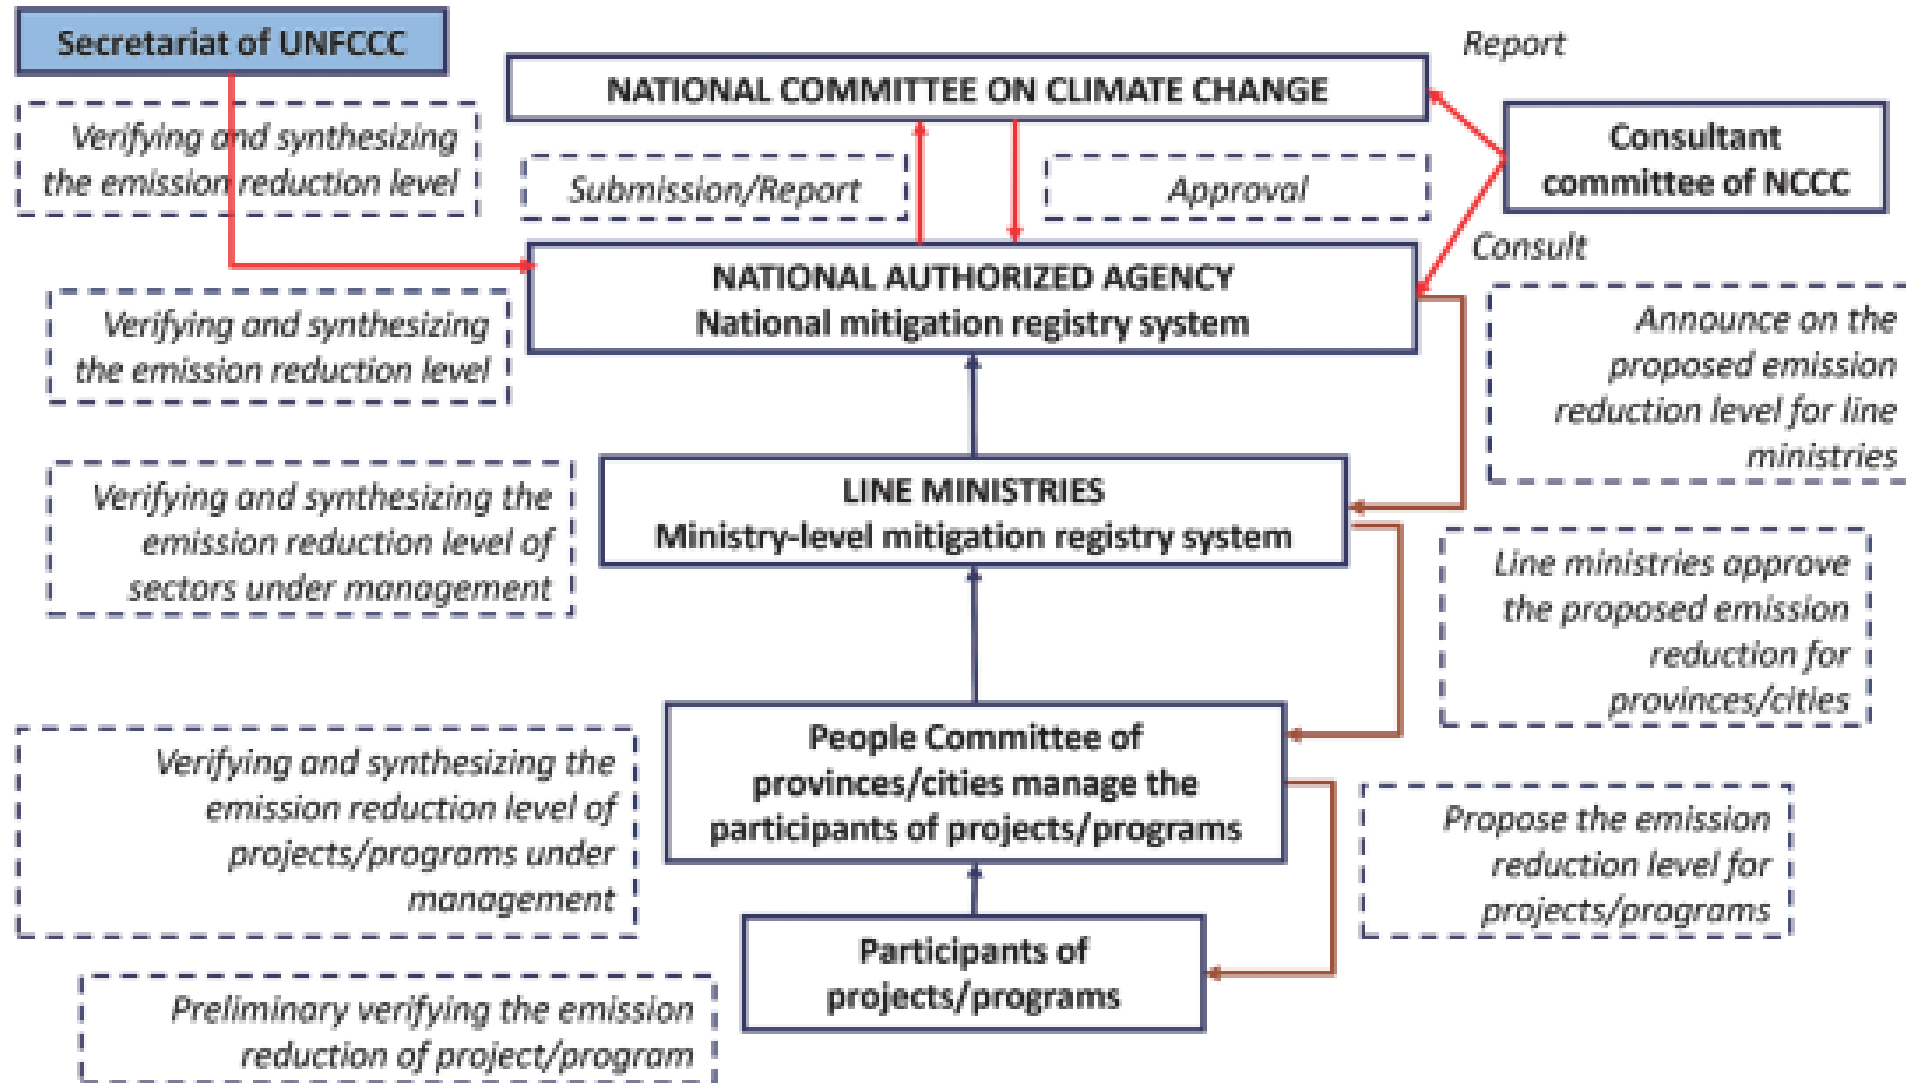 Secretariat of UNFCCC
Report
NATIONAL COMMITTEE ON CLIMATE CHANGE
Verifying and synthesizing
the emission reduction level
Consultant
committee of NCCC
Submission/Report
Approval
Consult
NATIONAL AUTHORIZED AGENCY
National mitigation registry system
Verifying and synthesizing
the emission reduction level
Announce on the
proposed emission
reduction level for line
ministries
LINE MINISTRIES
Ministry-level mitigation registry system
Verifying and synthesizing the
emission reduction level of
sectors under management
Line ministries approve
the proposed emission
reduction for
provinces/cities
People Committee of
provinces/cities manage the
participants of projects/programs
Verifying and synthesizing the
emission reduction level of
projects/programs under
management
Propose the emission
reduction level for
projects/programs
Participants of
projects/programs
Preliminary verifying the emission
reduction of project/program